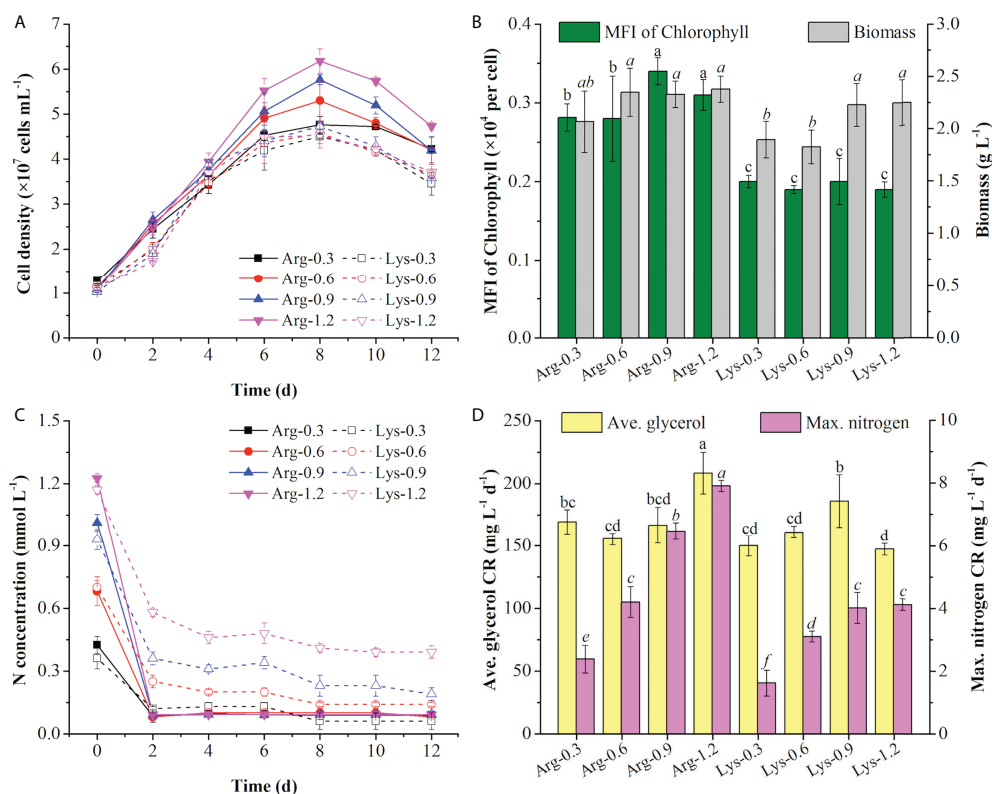 A
Cell density (×10⁷ cells mL⁻¹)
7
6
5
4
3
2
1
0
Arg-0.3 Lys-0.3
Arg-0.6 Lys-0.6
Arg-0.9 Lys-0.9
Arg-1.2 Lys-1.2
0 2 4 6 8 10 12
Time (d)
B
MFI of Chlorophyll (×10⁴ per cell)
0.4
0.3
0.2
0.1
0.0
MFI of Chlorophyll Biomass
b ab b a a a a a c b c b c a c a
3.0
2.5
2.0
1.5
1.0
0.5
0.0
Biomass (g L⁻¹)
Arg-0.3 Arg-0.6 Arg-0.9 Arg-1.2 Lys-0.3 Lys-0.6 Lys-0.9 Lys-1.2
C
N concentration (mmol L⁻¹)
1.5
1.2
0.9
0.6
0.3
0.0
Arg-0.3 Lys-0.3
Arg-0.6 Lys-0.6
Arg-0.9 Lys-0.9
Arg-1.2 Lys-1.2
0 2 4 6 8 10 12
Time (d)
D
Ave. glycerol CR (mg L⁻¹ d⁻¹)
250
200
150
100
50
0
Ave. glycerol Max. nitrogen
bc e cd c bcd b a a cd f cd d b c d c
10
8
6
4
2
0
Max. nitrogen CR (mg L⁻¹ d⁻¹)
Arg-0.3 Arg-0.6 Arg-0.9 Arg-1.2 Lys-0.3 Lys-0.6 Lys-0.9 Lys-1.2